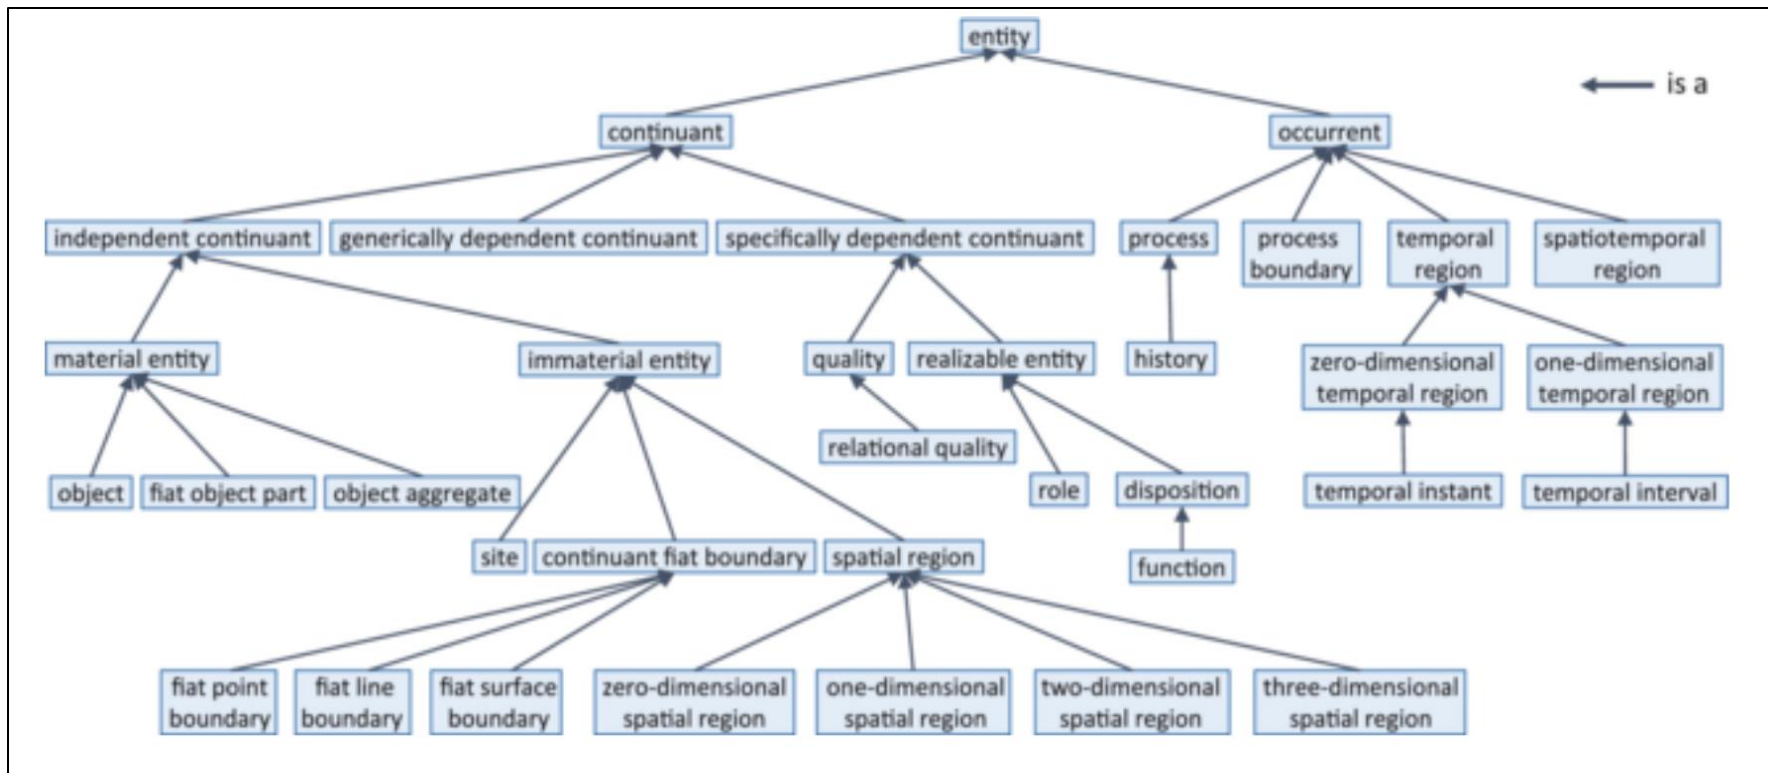 entity
is a
continuant
occurrent
independent continuant
generically dependent continuant
specifically dependent continuant
process
process
boundary
temporal
region
spatiotemporal
region
material entity
immaterial entity
quality
realizable entity
history
zero-dimensional
temporal region
one-dimensional
temporal region
relational quality
object
fiat object part
object aggregate
role
disposition
temporal instant
temporal interval
site
continuant fiat boundary
spatial region
function
fiat point
boundary
fiat line
boundary
fiat surface
boundary
zero-dimensional
spatial region
one-dimensional
spatial region
two-dimensional
spatial region
three-dimensional
spatial region